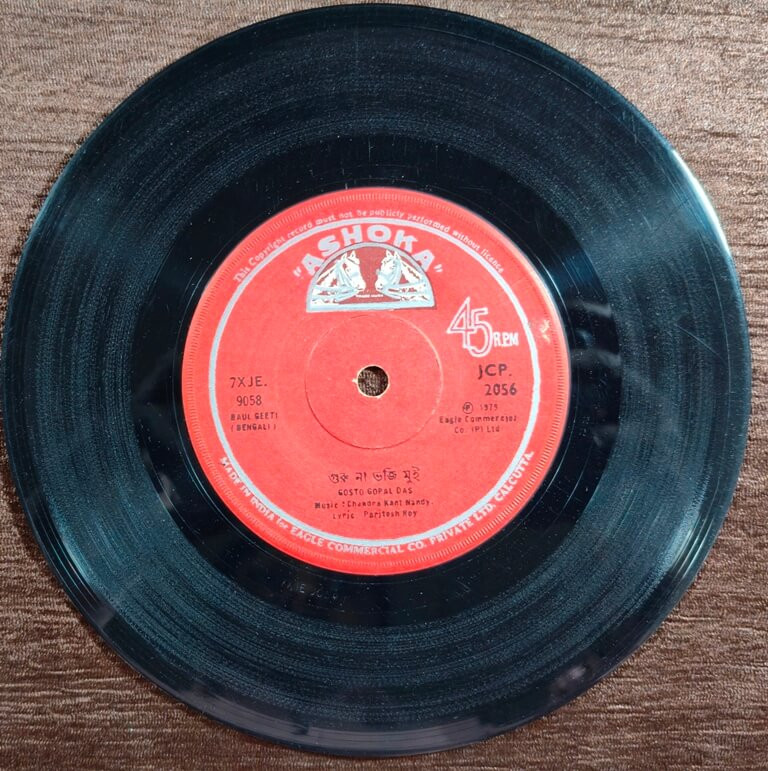 This Copyright record must not be publicly performed without licence
"ASHOKA"
45 R.P.M
7XJE.
9058
BAUL GEETI
(BENGALI)
JCP.
2056
Ⓟ 1979
Eagle Commercial
Co. (P) Ltd
গুরু না ভজি মুই
GOSTO GOPAL DAS
Music : Chandra Kant Nandy.
Lyric : Paritosh Roy
MADE IN INDIA for EAGLE COMMERCIAL CO. PRIVATE LTD. CALCUTTA.